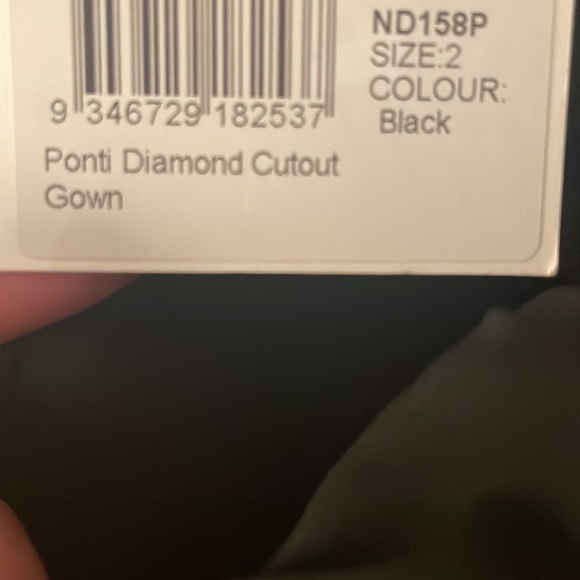 ND158P
SIZE:2
COLOUR:
Black
9 346729 182537
Ponti Diamond Cutout
Gown